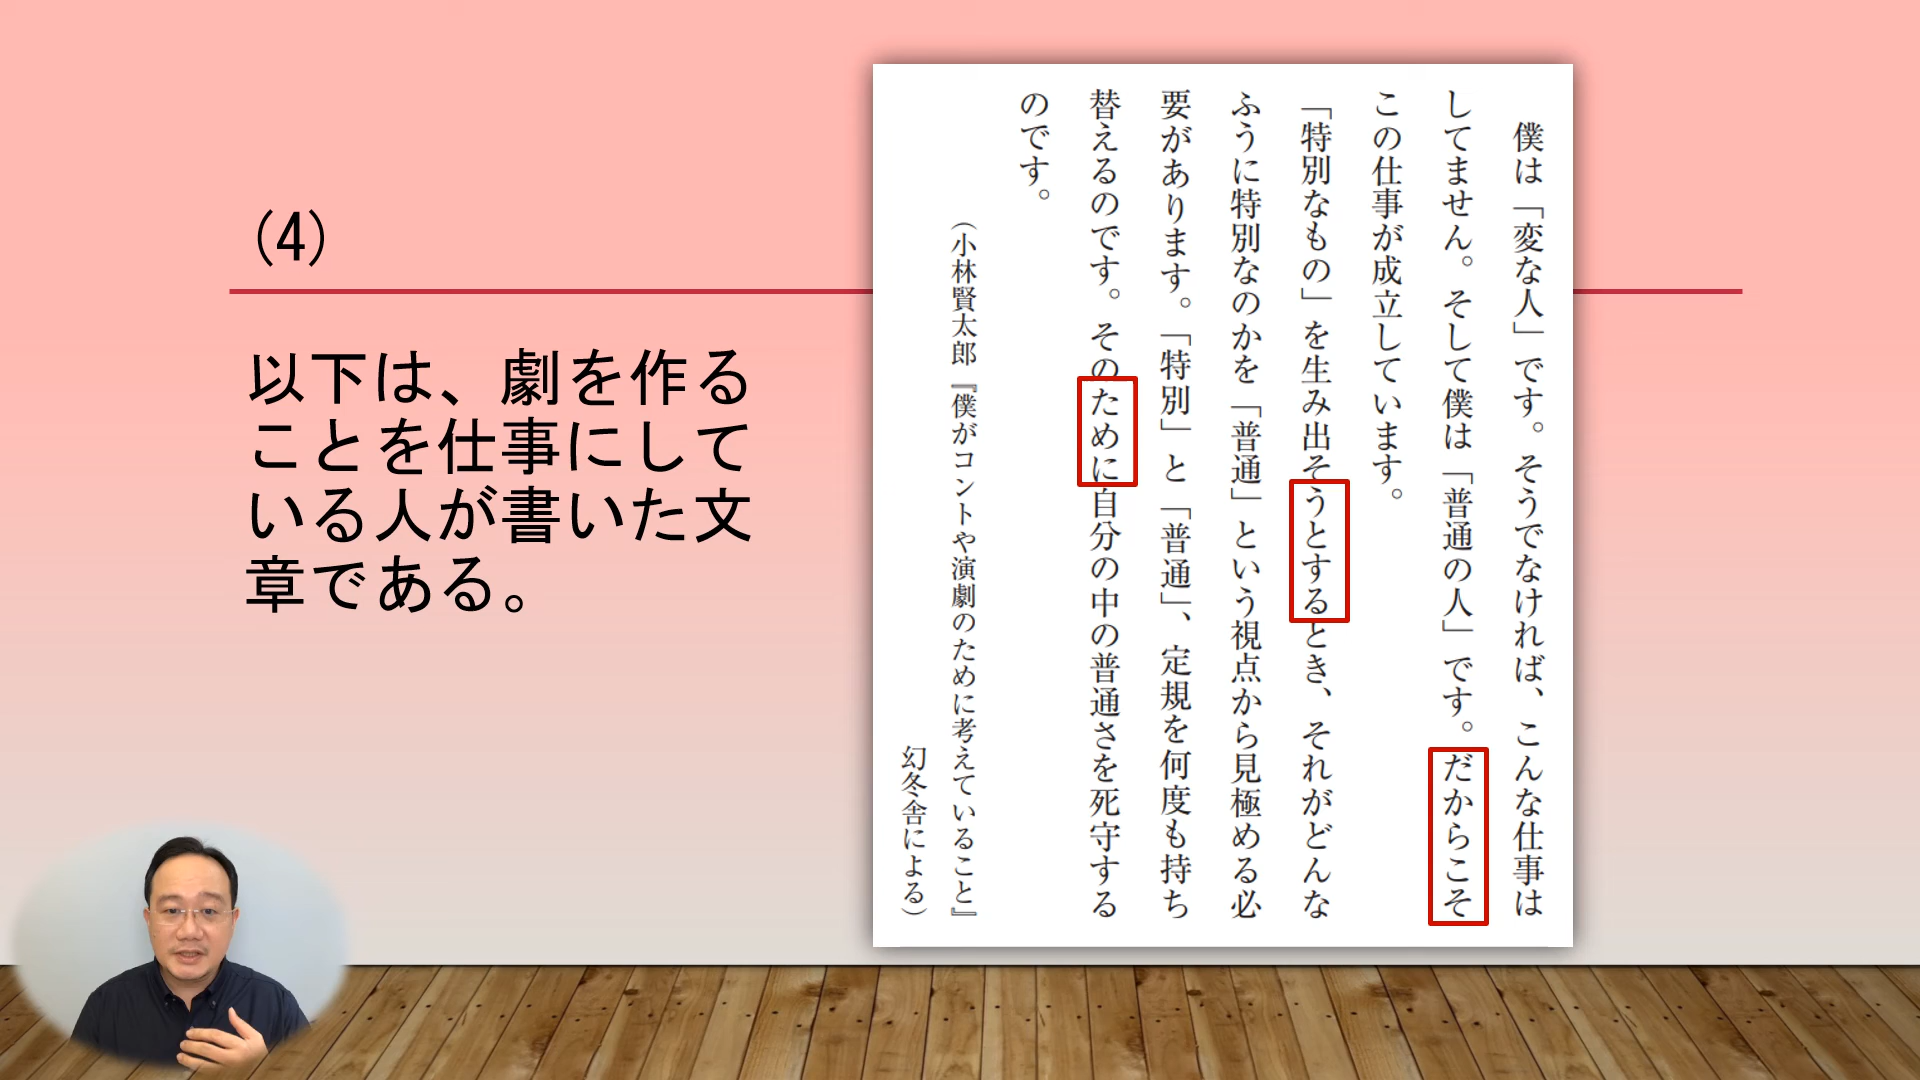 (4)
以下は、劇を作る
ことを仕事にして
いる人が書いた文
章である。
僕は「変な人」です。そうでなければ、こんな仕事は
してません。そして僕は「普通の人」です。だからこそ
この仕事が成立しています。
「特別なもの」を生み出そうとするとき、それがどんな
ふうに特別なのかを「普通」という視点から見極める必
要があります。「特別」と「普通」、定規を何度も持ち
替えるのです。そのために自分の中の普通さを死守する
のです。
（小林賢太郎『僕がコントや演劇のために考えていること』
幻冬舎による）